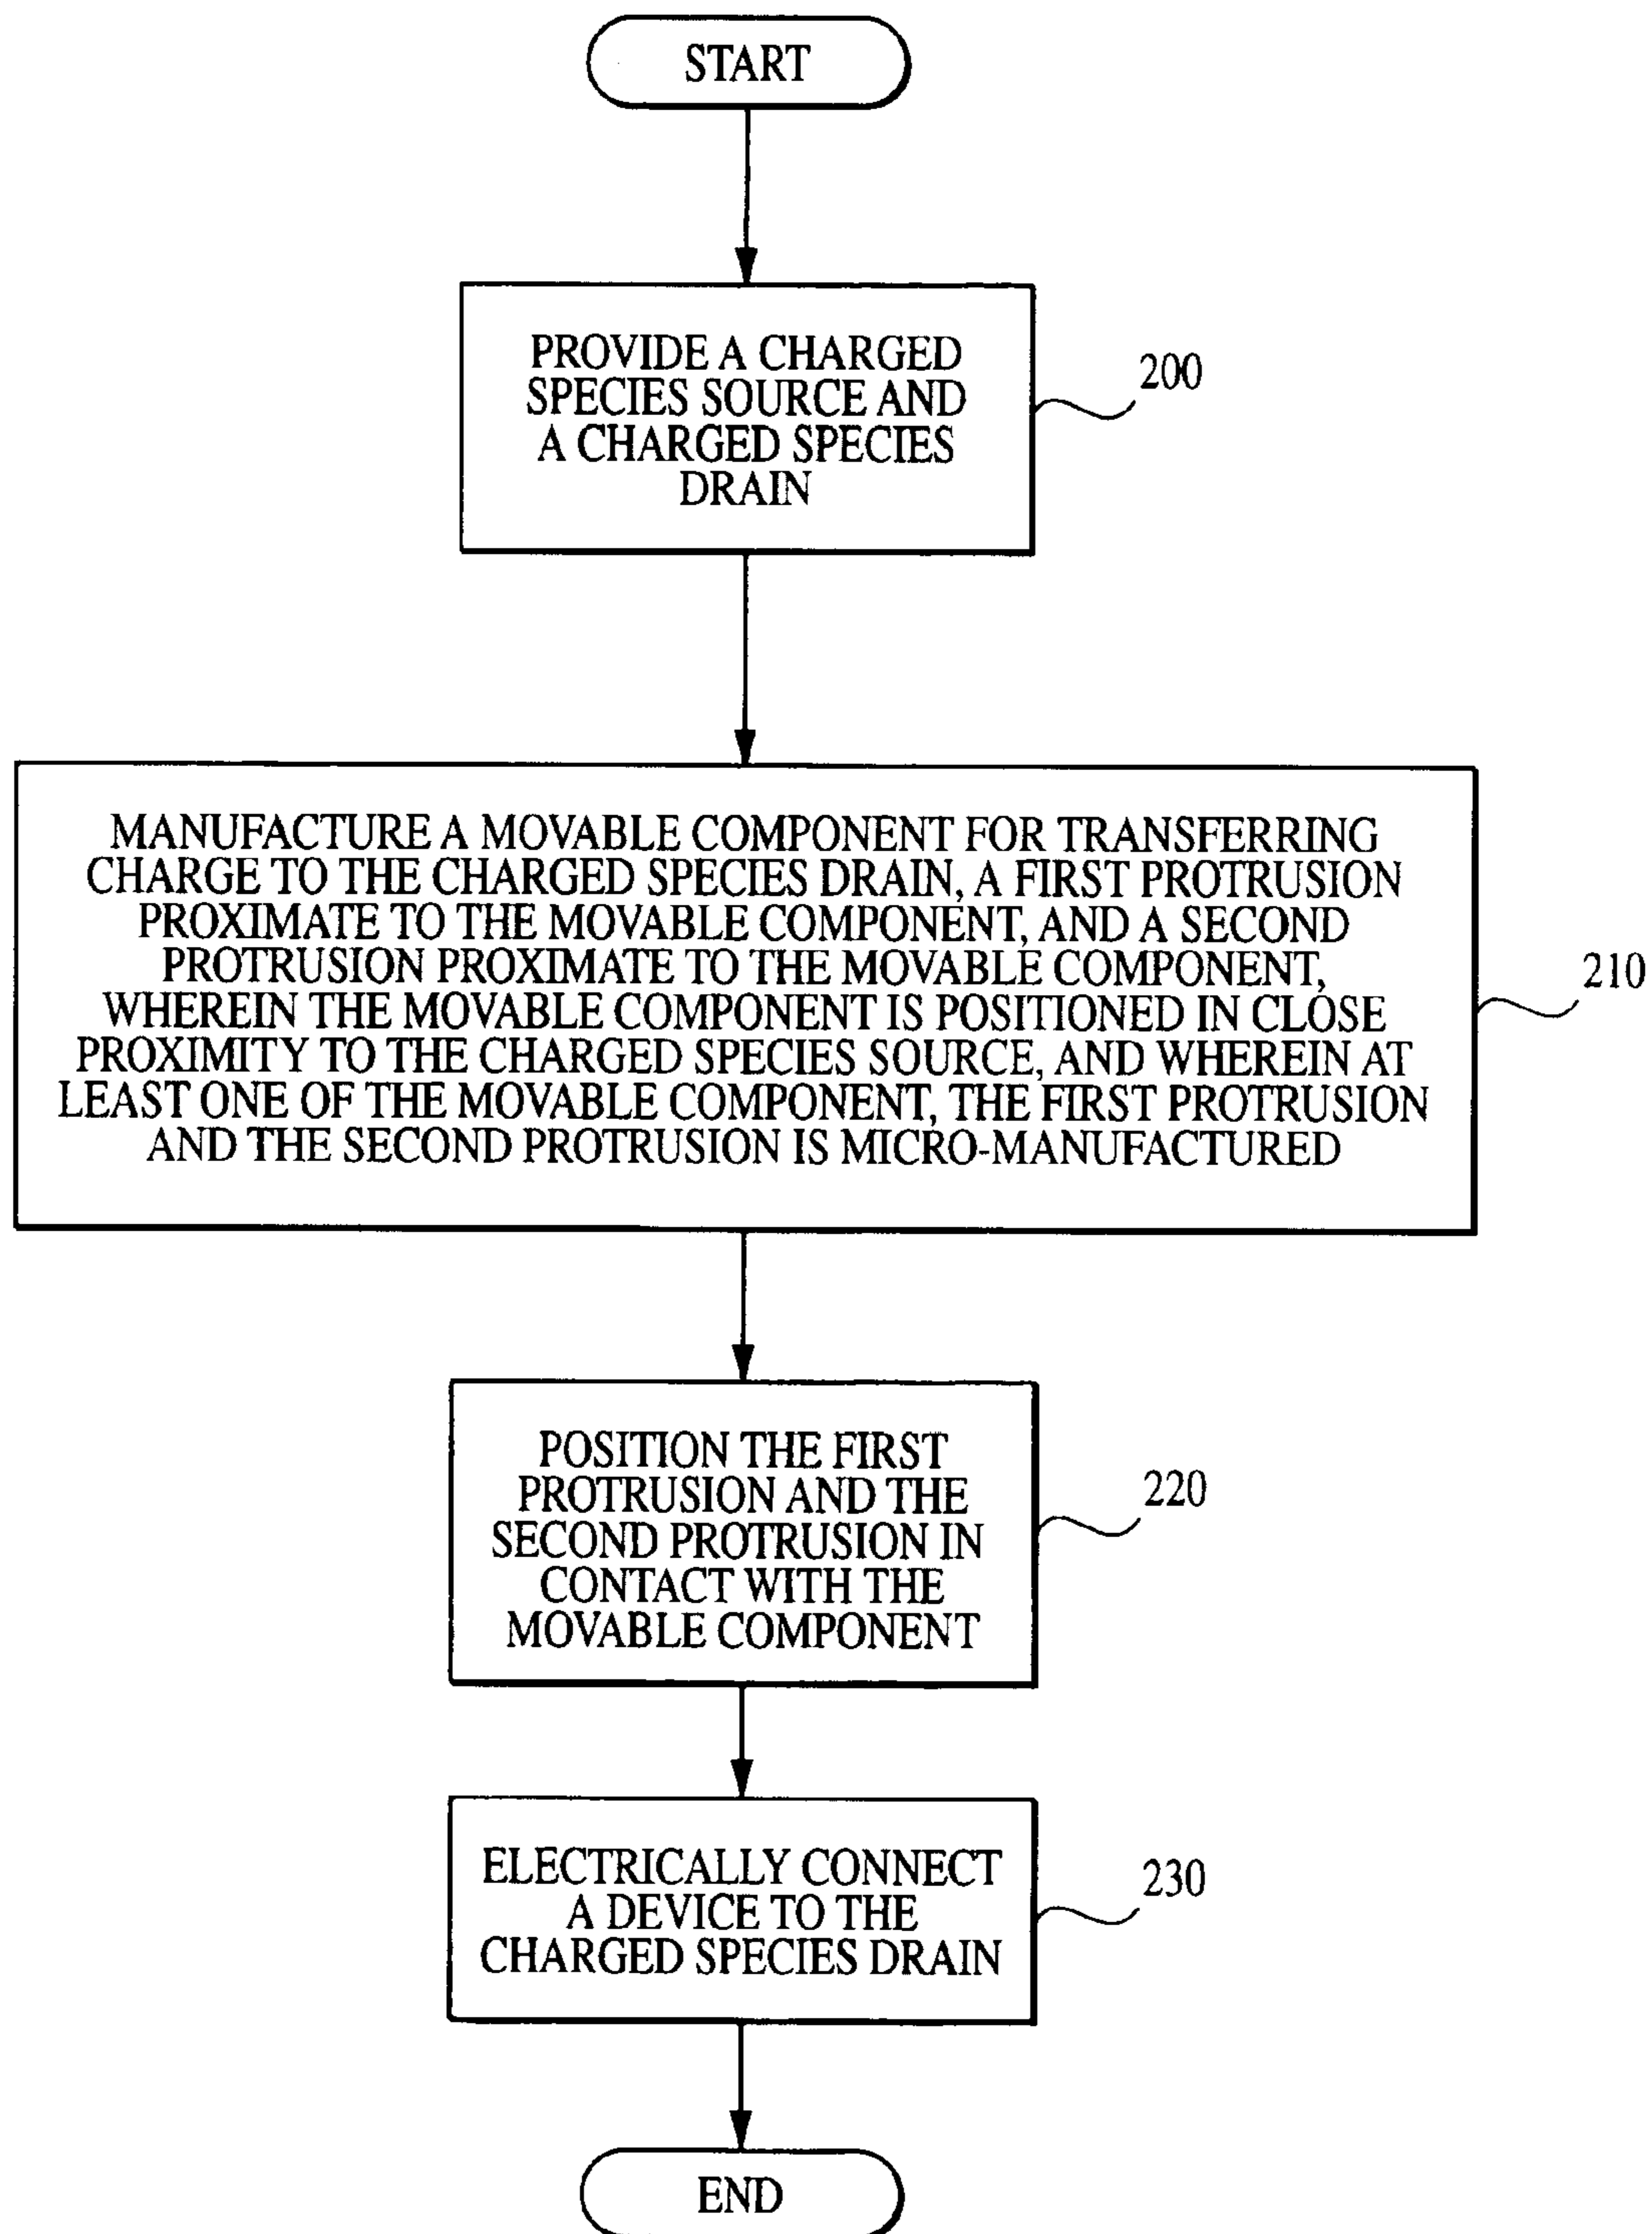 START
PROVIDE A CHARGED
SPECIES SOURCE AND
A CHARGED SPECIES
DRAIN
200
MANUFACTURE A MOVABLE COMPONENT FOR TRANSFERRING
CHARGE TO THE CHARGED SPECIES DRAIN, A FIRST PROTRUSION
PROXIMATE TO THE MOVABLE COMPONENT, AND A SECOND
PROTRUSION PROXIMATE TO THE MOVABLE COMPONENT,
WHEREIN THE MOVABLE COMPONENT IS POSITIONED IN CLOSE
PROXIMITY TO THE CHARGED SPECIES SOURCE, AND WHEREIN AT
LEAST ONE OF THE MOVABLE COMPONENT, THE FIRST PROTRUSION
AND THE SECOND PROTRUSION IS MICRO-MANUFACTURED
210
POSITION THE FIRST
PROTRUSION AND THE
SECOND PROTRUSION IN
CONTACT WITH THE
MOVABLE COMPONENT
220
ELECTRICALLY CONNECT
A DEVICE TO THE
CHARGED SPECIES DRAIN
230
END